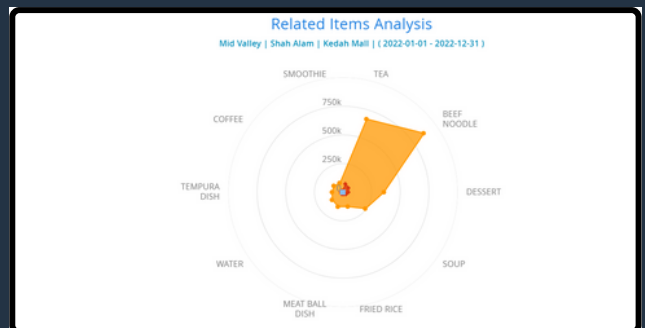 Related Items Analysis
Mid Valley | Shah Alam | Kedah Mall | ( 2022-01-01 - 2022-12-31 )
SMOOTHIE
TEA
750k
BEEF
NOODLE
COFFEE
500k
250k
TEMPURA
DISH
DESSERT
WATER
SOUP
MEAT BALL
DISH
FRIED RICE